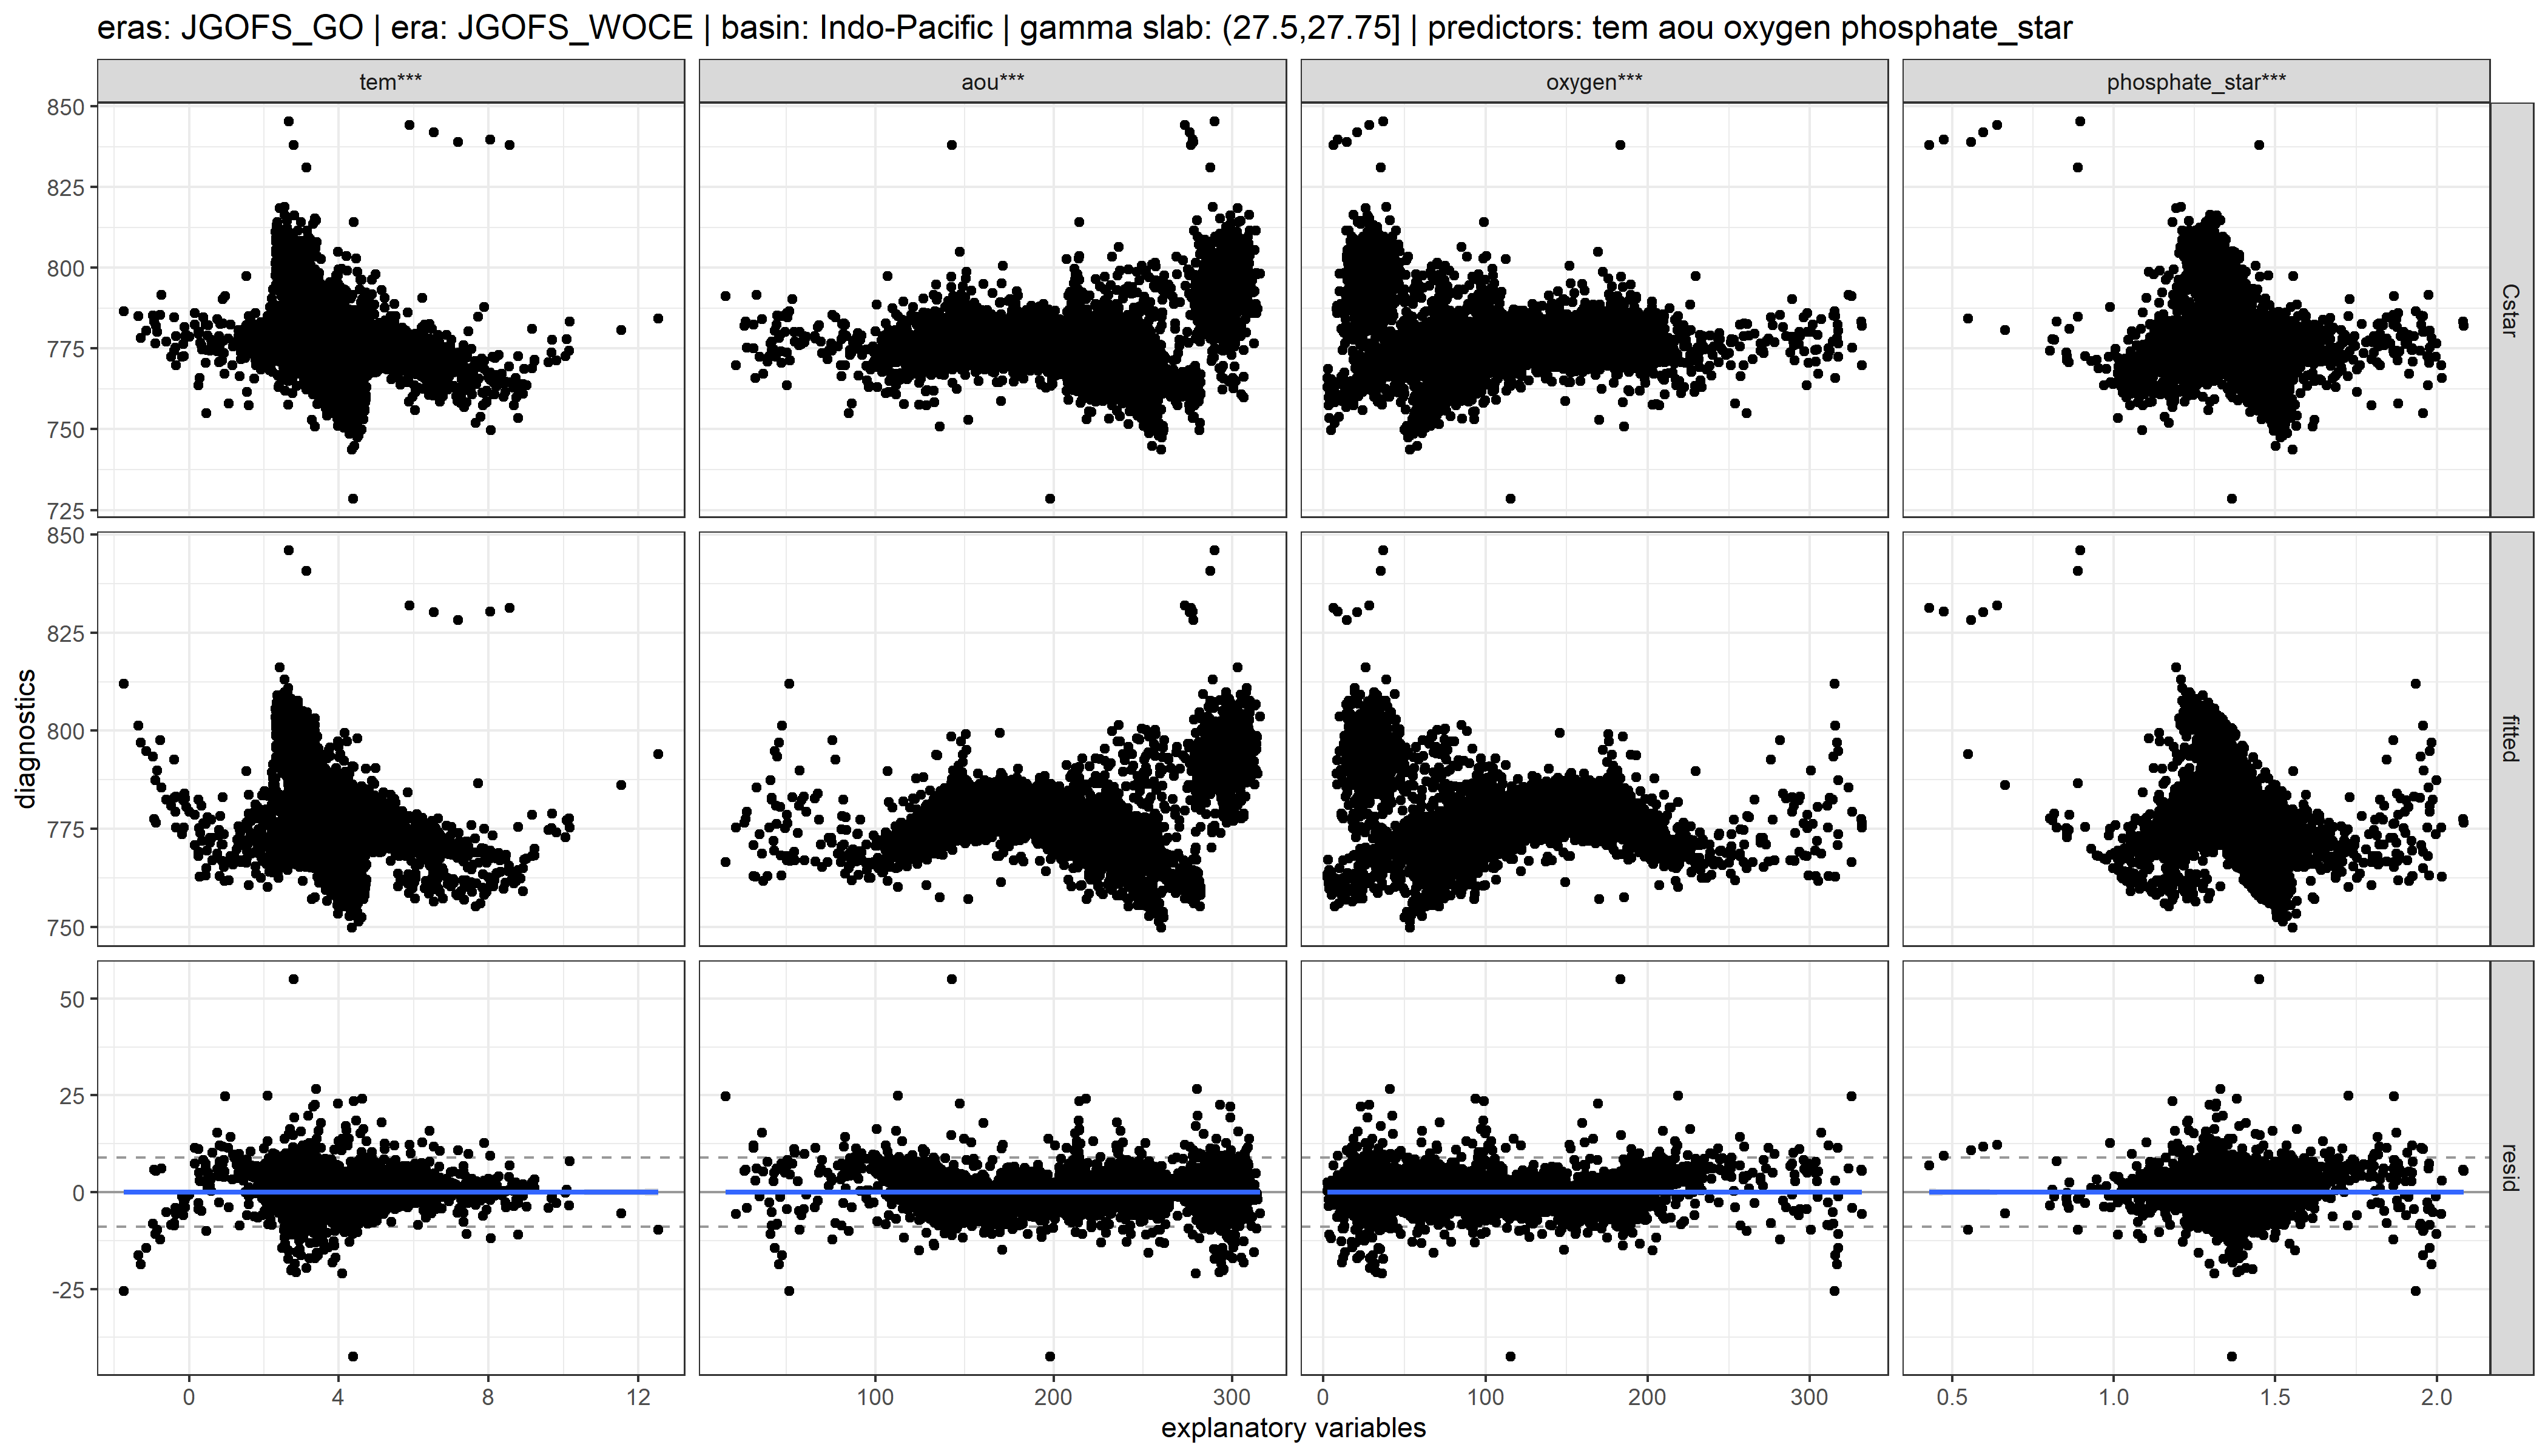 eras: JGOFS_GO | era: JGOFS_WOCE | basin: Indo-Pacific | gamma slab: (27.5,27.75] | predictors: tem aou oxygen phosphate_star
tem*** aou*** oxygen*** phosphate_star***
850
825
800
775
750
725
Cstar
850
825
800
775
750
fitted
50
25
0
-25
resid
diagnostics
0 4 8 12 100 200 300 0 100 200 300 0.5 1.0 1.5 2.0
explanatory variables